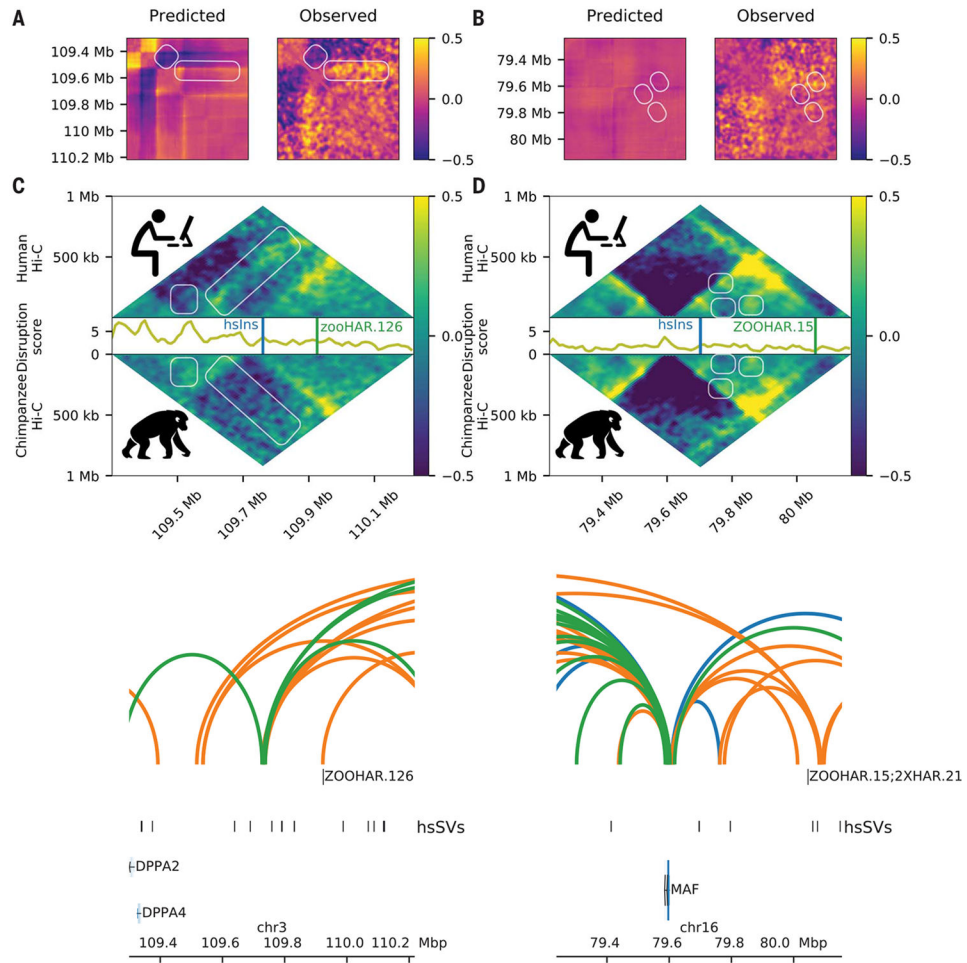 A
Predicted
Observed
109.4 Mb
109.6 Mb
109.8 Mb
110 Mb
110.2 Mb
0.5
0.0
−0.5
B
Predicted
Observed
79.4 Mb
79.6 Mb
79.8 Mb
80 Mb
0.5
0.0
−0.5
C
1 Mb
500 kb
Human
Hi-C
hsIns
zooHAR.126
5
0
Disruption
score
500 kb
1 Mb
Chimpanzee
Hi-C
0.5
0.0
−0.5
109.5 Mb
109.7 Mb
109.9 Mb
110.1 Mb
D
1 Mb
500 kb
Human
Hi-C
hsIns
ZOOHAR.15
5
0
Disruption
score
500 kb
1 Mb
Chimpanzee
Hi-C
0.5
0.0
−0.5
79.4 Mb
79.6 Mb
79.8 Mb
80 Mb
ZOOHAR.126
hsSVs
DPPA2
DPPA4
chr3
109.4 109.6 109.8 110.0 110.2 Mbp
ZOOHAR.15;2XHAR.21
hsSVs
MAF
chr16
79.4 79.6 79.8 80.0 Mbp